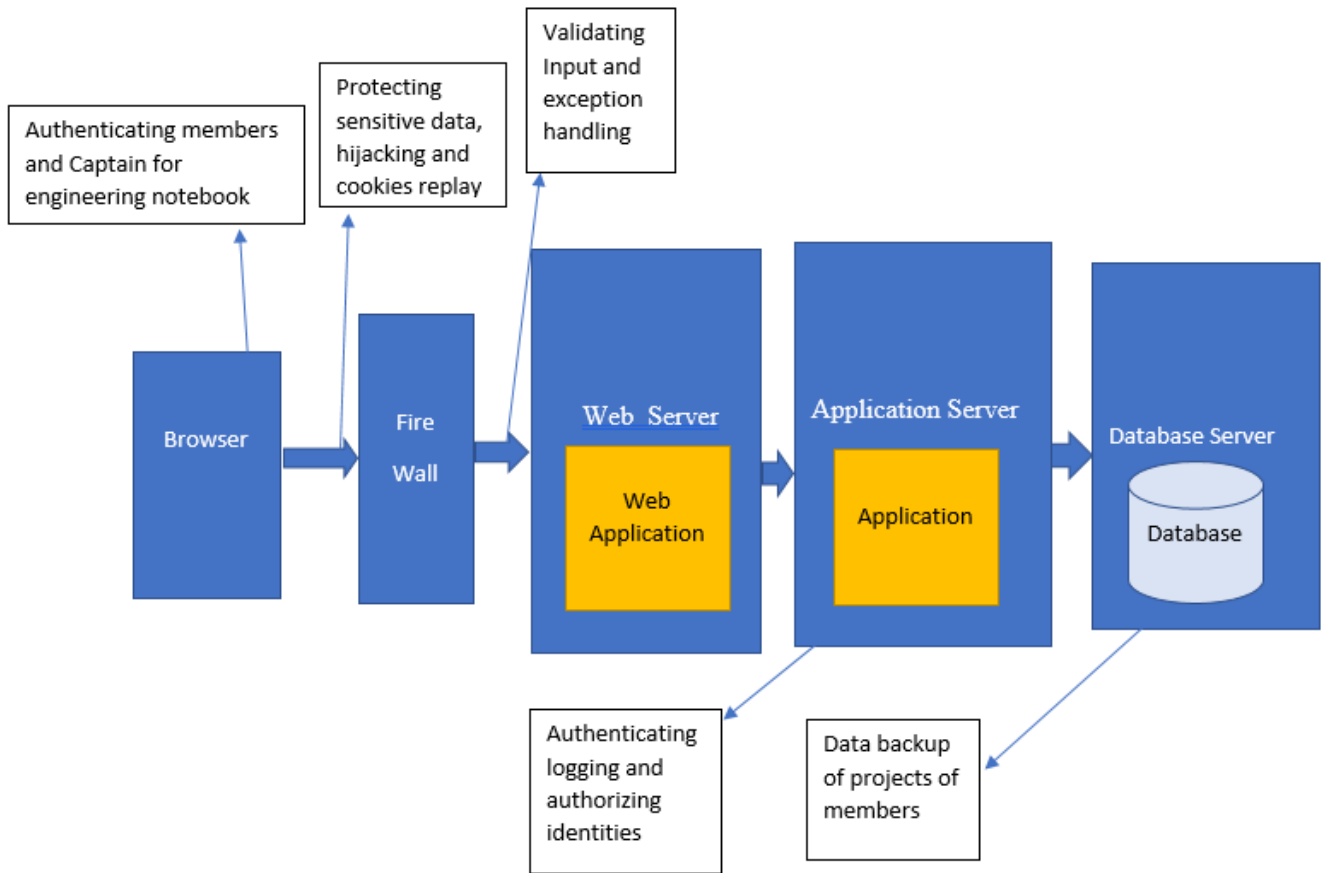 Validating
Input and
exception
handling
Protecting
sensitive data,
hijacking and
cookies replay
Authenticating members
and Captain for
engineering notebook
Browser
Fire
Wall
Web Server
Web
Application
Application Server
Application
Database Server
Database
Authenticating
logging and
authorizing
identities
Data backup
of projects of
members